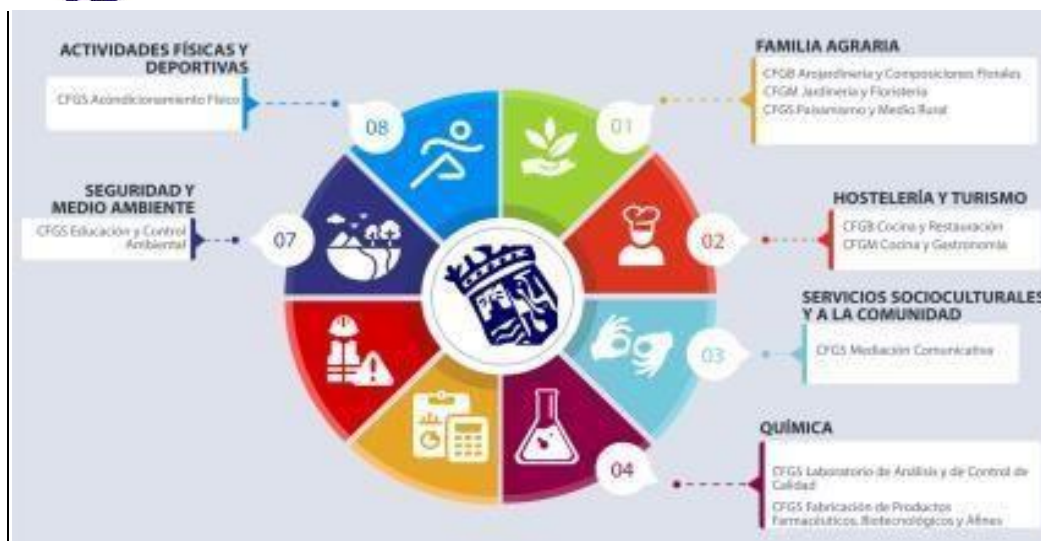 ACTIVIDADES FÍSICAS Y
DEPORTIVAS
CFGS Acondicionamiento Físico
08
SEGURIDAD Y
MEDIO AMBIENTE
CFGS Educación y Control
Ambiental
07
FAMILIA AGRARIA
CFGB Arojardinería y Composiciones Florales
CFGM Jardinería y Floristería
CFGS Paisajismo y Medio Rural
01
HOSTELERÍA Y TURISMO
CFGB Cocina y Restauración
CFGM Cocina y Gastronomía
02
SERVICIOS SOCIOCULTURALES
Y A LA COMUNIDAD
CFGS Mediación Comunicativa
03
QUÍMICA
CFGS Laboratorio de Análisis y de Control de
Calidad
CFGS Fabricación de Productos
Farmacéuticos, Biotecnológicos y Afines
04